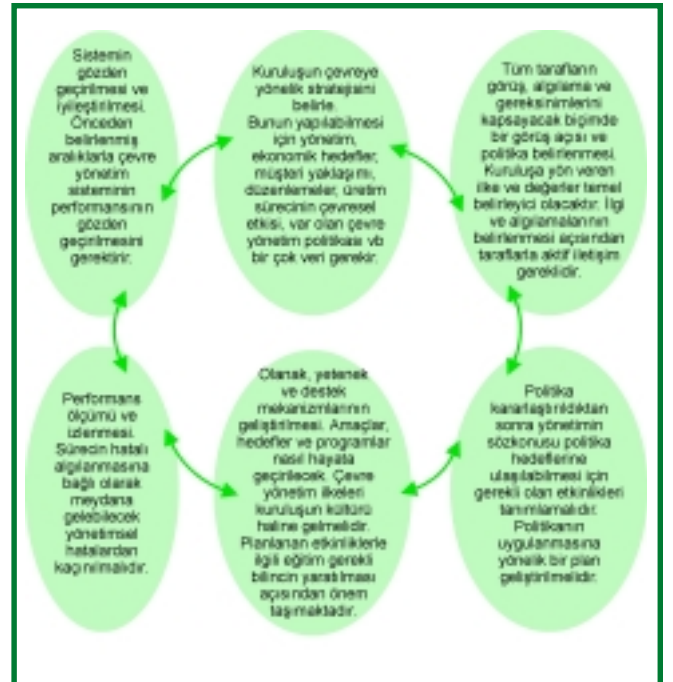 Sistemin
gözden
geçirilmesi ve
iyileştirilmesi.
Önceden
belirlenmiş
aralıklarla çevre
yönetim
sisteminin
performansının
gözden
geçirilmesini
gerektirir.
Kuruluşun çevreye
yönelik stratejisini
belirle.
Bunun yapılabilmesi
için yönetim,
ekonomik hedefler,
müşteri yaklaşımı,
düzenlemeler, üretim
sürecinin çevresel
etkisi, var olan çevre
yönetim politikası vb
bir çok veri gerekir.
Tüm tarafların
görüş, algılama ve
gereksinimlerini
kapsayacak biçimde
bir görüş açısı ve
politika belirlenmesi.
Kuruluşa yön veren
ilke ve değerler temel
belirleyici olacaktır. İlgi
ve algılamalarının
belirlenmesi açısından
taraflarla aktif iletişim
gereklidir.
Performans
ölçümü ve
izlenmesi.
Sürecin hatalı
algılanmasına
bağlı olarak
meydana
gelebilecek
yönetimsel
hatalardan
kaçınılmalıdır.
Olanak, yetenek
ve destek
mekanizmlarının
geliştirilmesi. Amaçlar,
hedefler ve programlar
nasıl hayata
geçirilecek. Çevre
yönetim ilkeleri
kuruluşun kültürü
haline gelmelidir.
Planlanan etkinliklerle
ilgili eğitim gerekli
bilincin yaratılması
açısından önem
taşımaktadır.
Politika
kararlaştırıldıktan
sonra yönetimin
sözkonusu politika
hedeflerine
ulaşılabilmesi için
gerekli olan etkinlikleri
tanımlamalıdır.
Politikanın
uygulanmasına
yönelik bir plan
geliştirilmelidir.